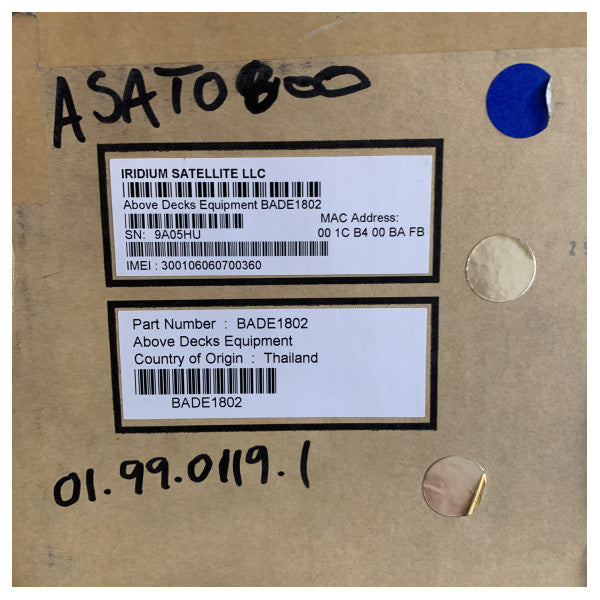 ASATO800
IRIDIUM SATELLITE LLC
Above Decks Equipment BADE1802
MAC Address:
SN: 9A05HU 00 1C B4 00 BA FB
IMEI : 300106060700360
Part Number : BADE1802
Above Decks Equipment
Country of Origin : Thailand
BADE1802
01.99.0119.1